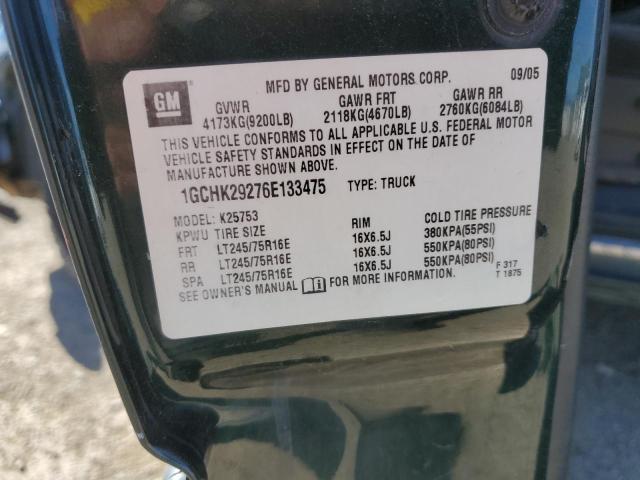 GM
MFD BY GENERAL MOTORS CORP. 09/05
GVWR GAWR FRT GAWR RR
4173KG(9200LB) 2118KG(4670LB) 2760KG(6084LB)
THIS VEHICLE CONFORMS TO ALL APPLICABLE U.S. FEDERAL MOTOR
VEHICLE SAFETY STANDARDS IN EFFECT ON THE DATE OF
MANUFACTURE SHOWN ABOVE.
1GCHK29276E133475 TYPE: TRUCK
MODEL: K25753
KPWU TIRE SIZE RIM COLD TIRE PRESSURE
FRT LT245/75R16E 16X6.5J 380KPA(55PSI)
RR LT245/75R16E 16X6.5J 550KPA(80PSI)
SPA LT245/75R16E 16X6.5J 550KPA(80PSI)
SEE OWNER'S MANUAL FOR MORE INFORMATION.
F 317
T 1875